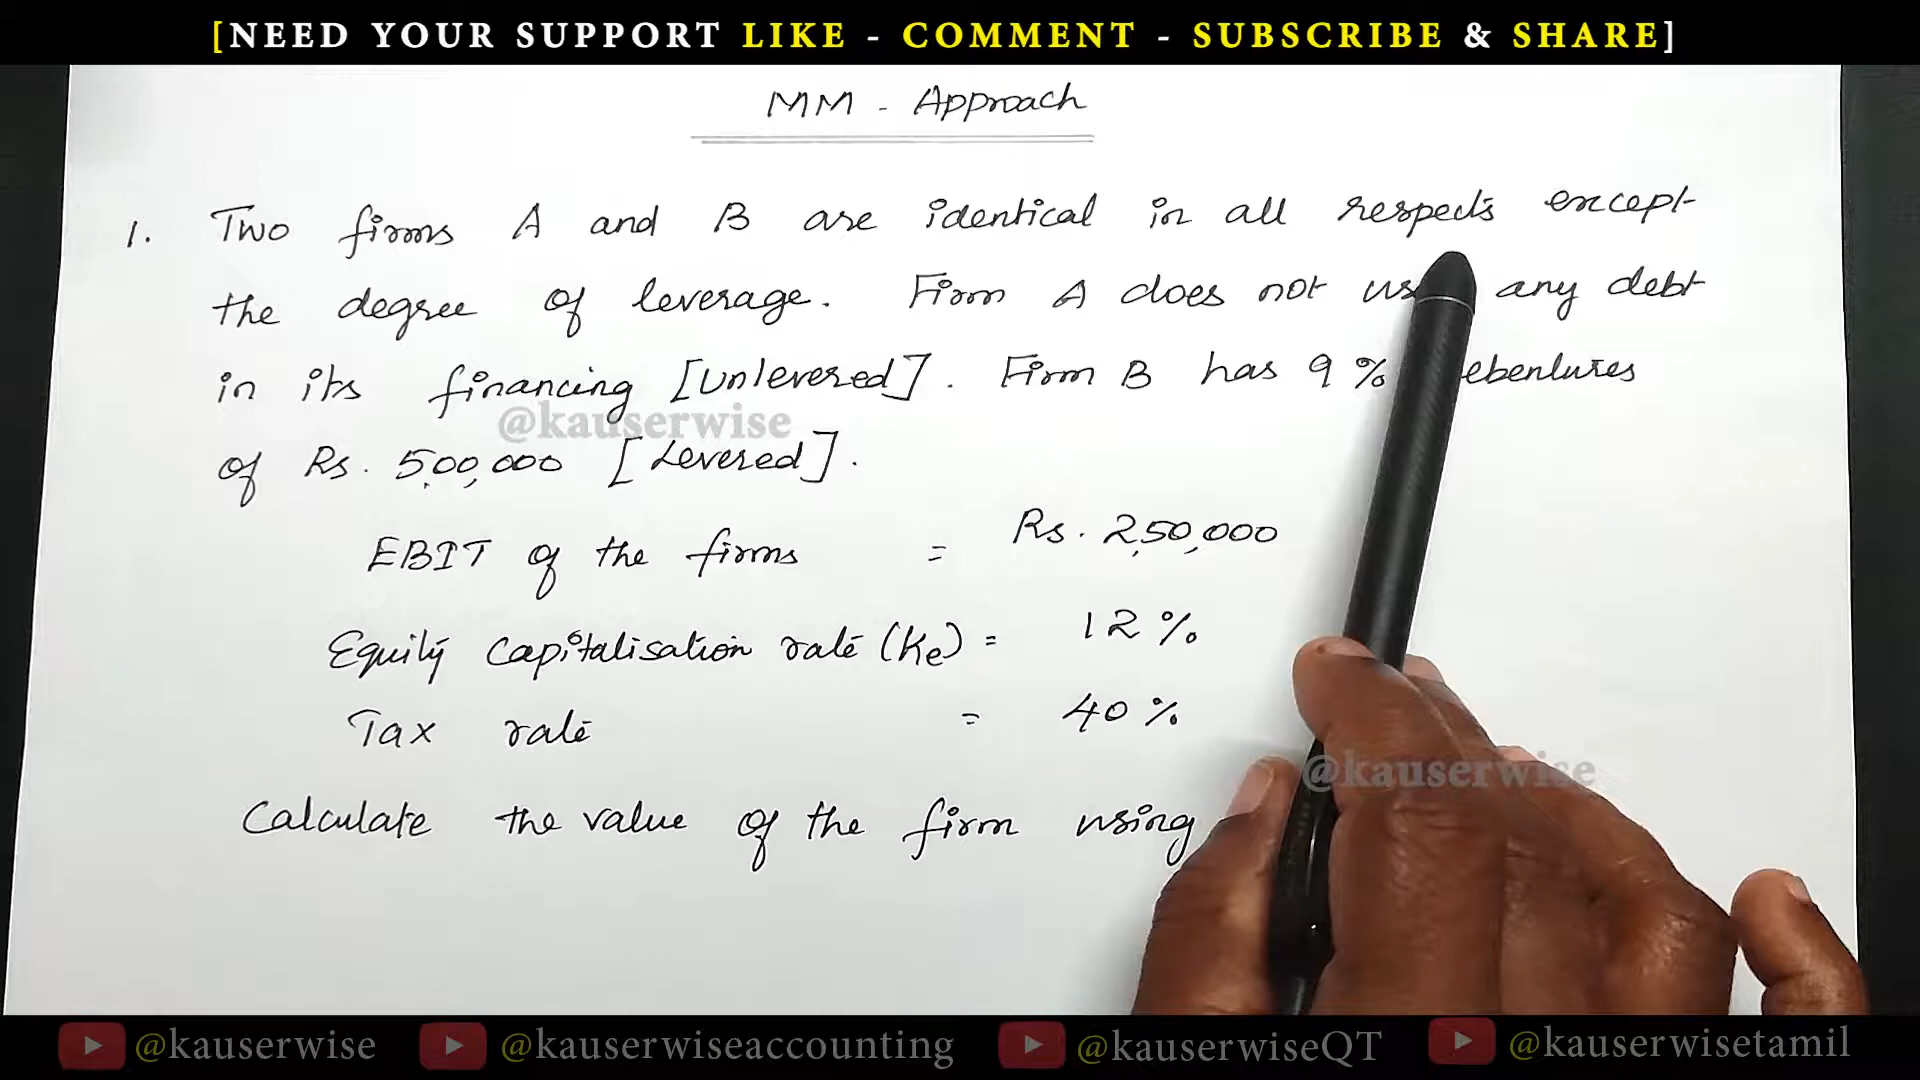 [NEED YOUR SUPPORT LIKE - COMMENT - SUBSCRIBE & SHARE]
MM - Approach
1. Two firms A and B are identical in all respects except
the degree of leverage. Firm A does not any debt
in its financing [Unlevered]. Firm B has 9%
@kauserwise
of Rs. 5,00,000 [Levered].
EBIT of the firms = Rs. 2,50,000
Equity Capitalisation rate (Ke) = 12%
Tax rate = 40%
@kauserwise
Calculate the value of the firm using
@kauserwise @kauserwiseaccounting @kauserwiseQT @kauserwisetamil